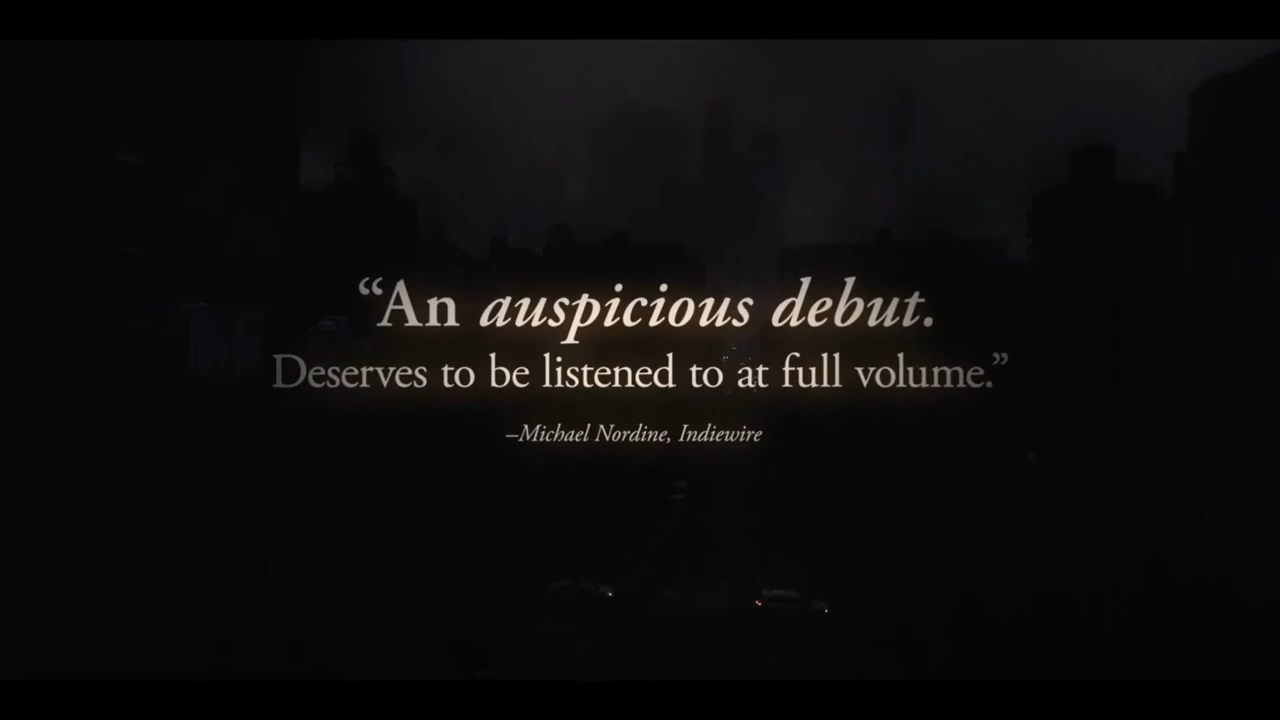 “An auspicious debut.
Deserves to be listened to at full volume.”
–Michael Nordine, Indiewire